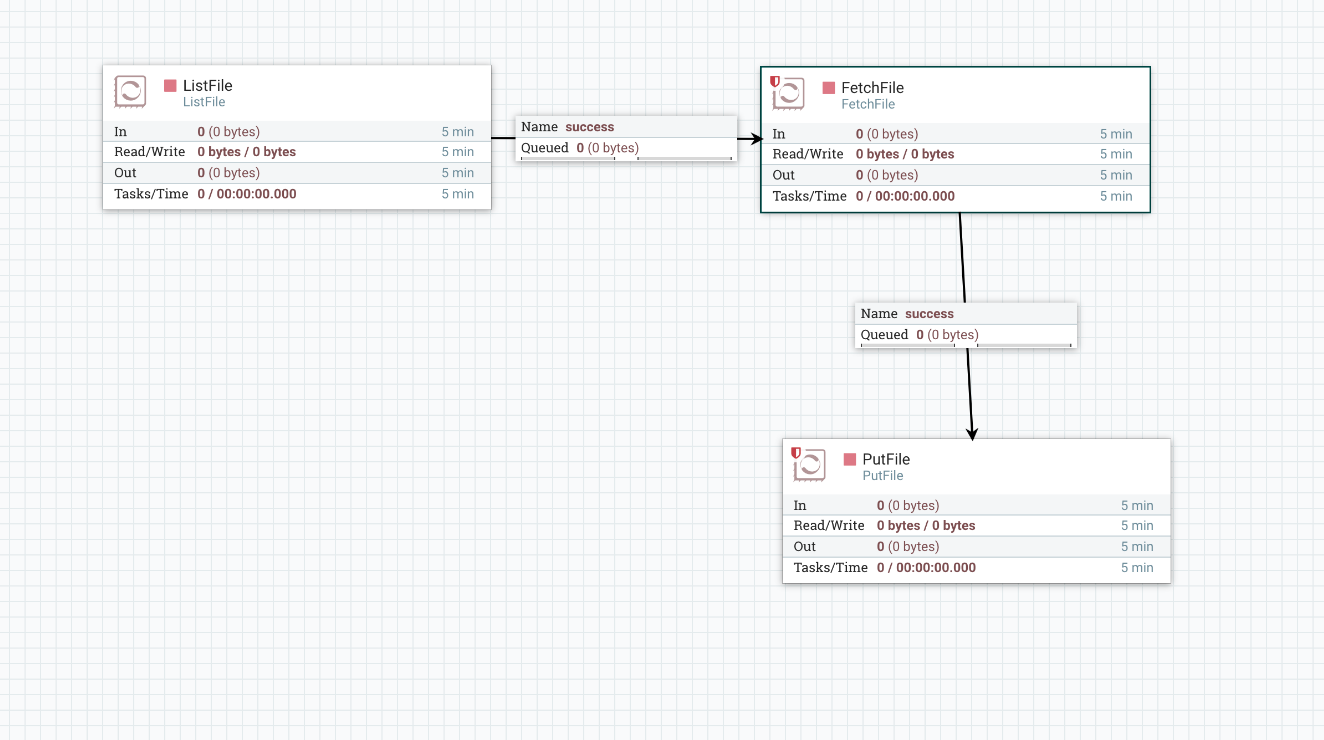 ListFile
ListFile
In 0 (0 bytes) 5 min
Read/Write 0 bytes / 0 bytes 5 min
Out 0 (0 bytes) 5 min
Tasks/Time 0 / 00:00:00.000 5 min
Name success
Queued 0 (0 bytes)
FetchFile
FetchFile
In 0 (0 bytes) 5 min
Read/Write 0 bytes / 0 bytes 5 min
Out 0 (0 bytes) 5 min
Tasks/Time 0 / 00:00:00.000 5 min
Name success
Queued 0 (0 bytes)
PutFile
PutFile
In 0 (0 bytes) 5 min
Read/Write 0 bytes / 0 bytes 5 min
Out 0 (0 bytes) 5 min
Tasks/Time 0 / 00:00:00.000 5 min